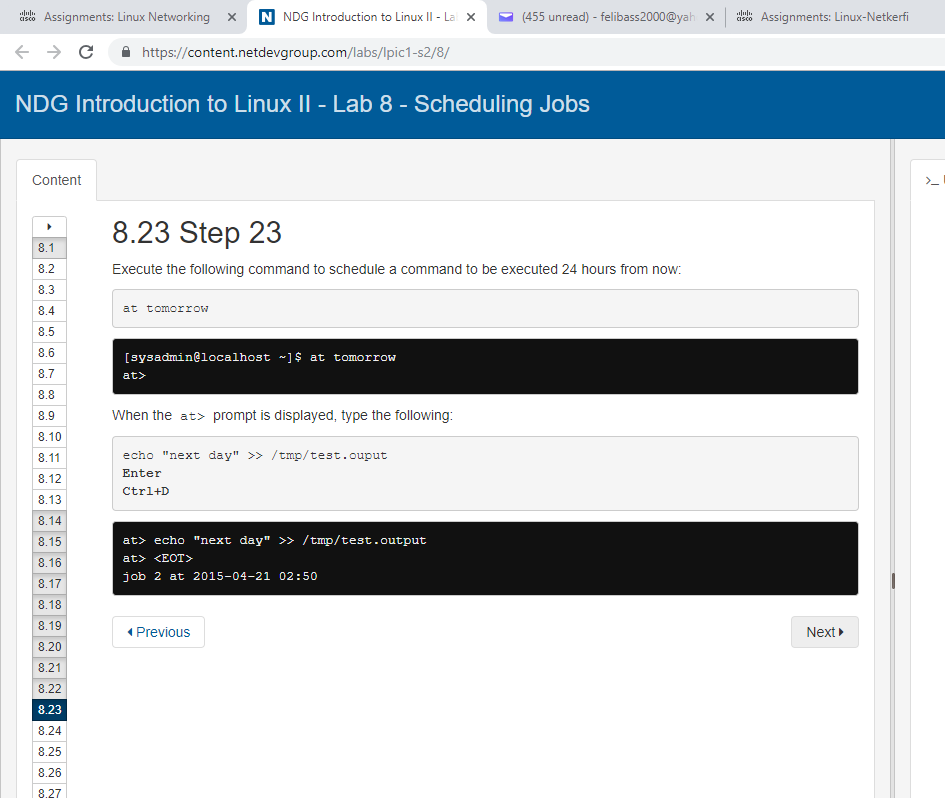 Assignments: Linux Networking
NDG Introduction to Linux II - La
(455 unread) - felibass2000@yah
Assignments: Linux-Netkerfi
https://content.netdevgroup.com/labs/lpic1-s2/8/
NDG Introduction to Linux II - Lab 8 - Scheduling Jobs
Content
8.1
8.2
8.3
8.4
8.5
8.6
8.7
8.8
8.9
8.10
8.11
8.12
8.13
8.14
8.15
8.16
8.17
8.18
8.19
8.20
8.21
8.22
8.23
8.24
8.25
8.26
8.27
8.23 Step 23
Execute the following command to schedule a command to be executed 24 hours from now:
at tomorrow
[sysadmin@localhost ~]$ at tomorrow
at>
When the at> prompt is displayed, type the following:
echo "next day" >> /tmp/test.ouput
Enter
Ctrl+D
at> echo "next day" >> /tmp/test.output
at> <EOT>
job 2 at 2015-04-21 02:50
Previous
Next
>_